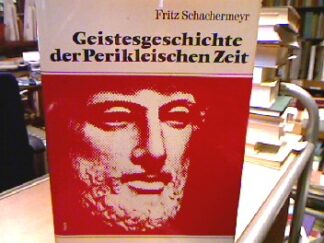 Fritz Schachermeyr
Geistesgeschichte
der Perikleischen Zeit